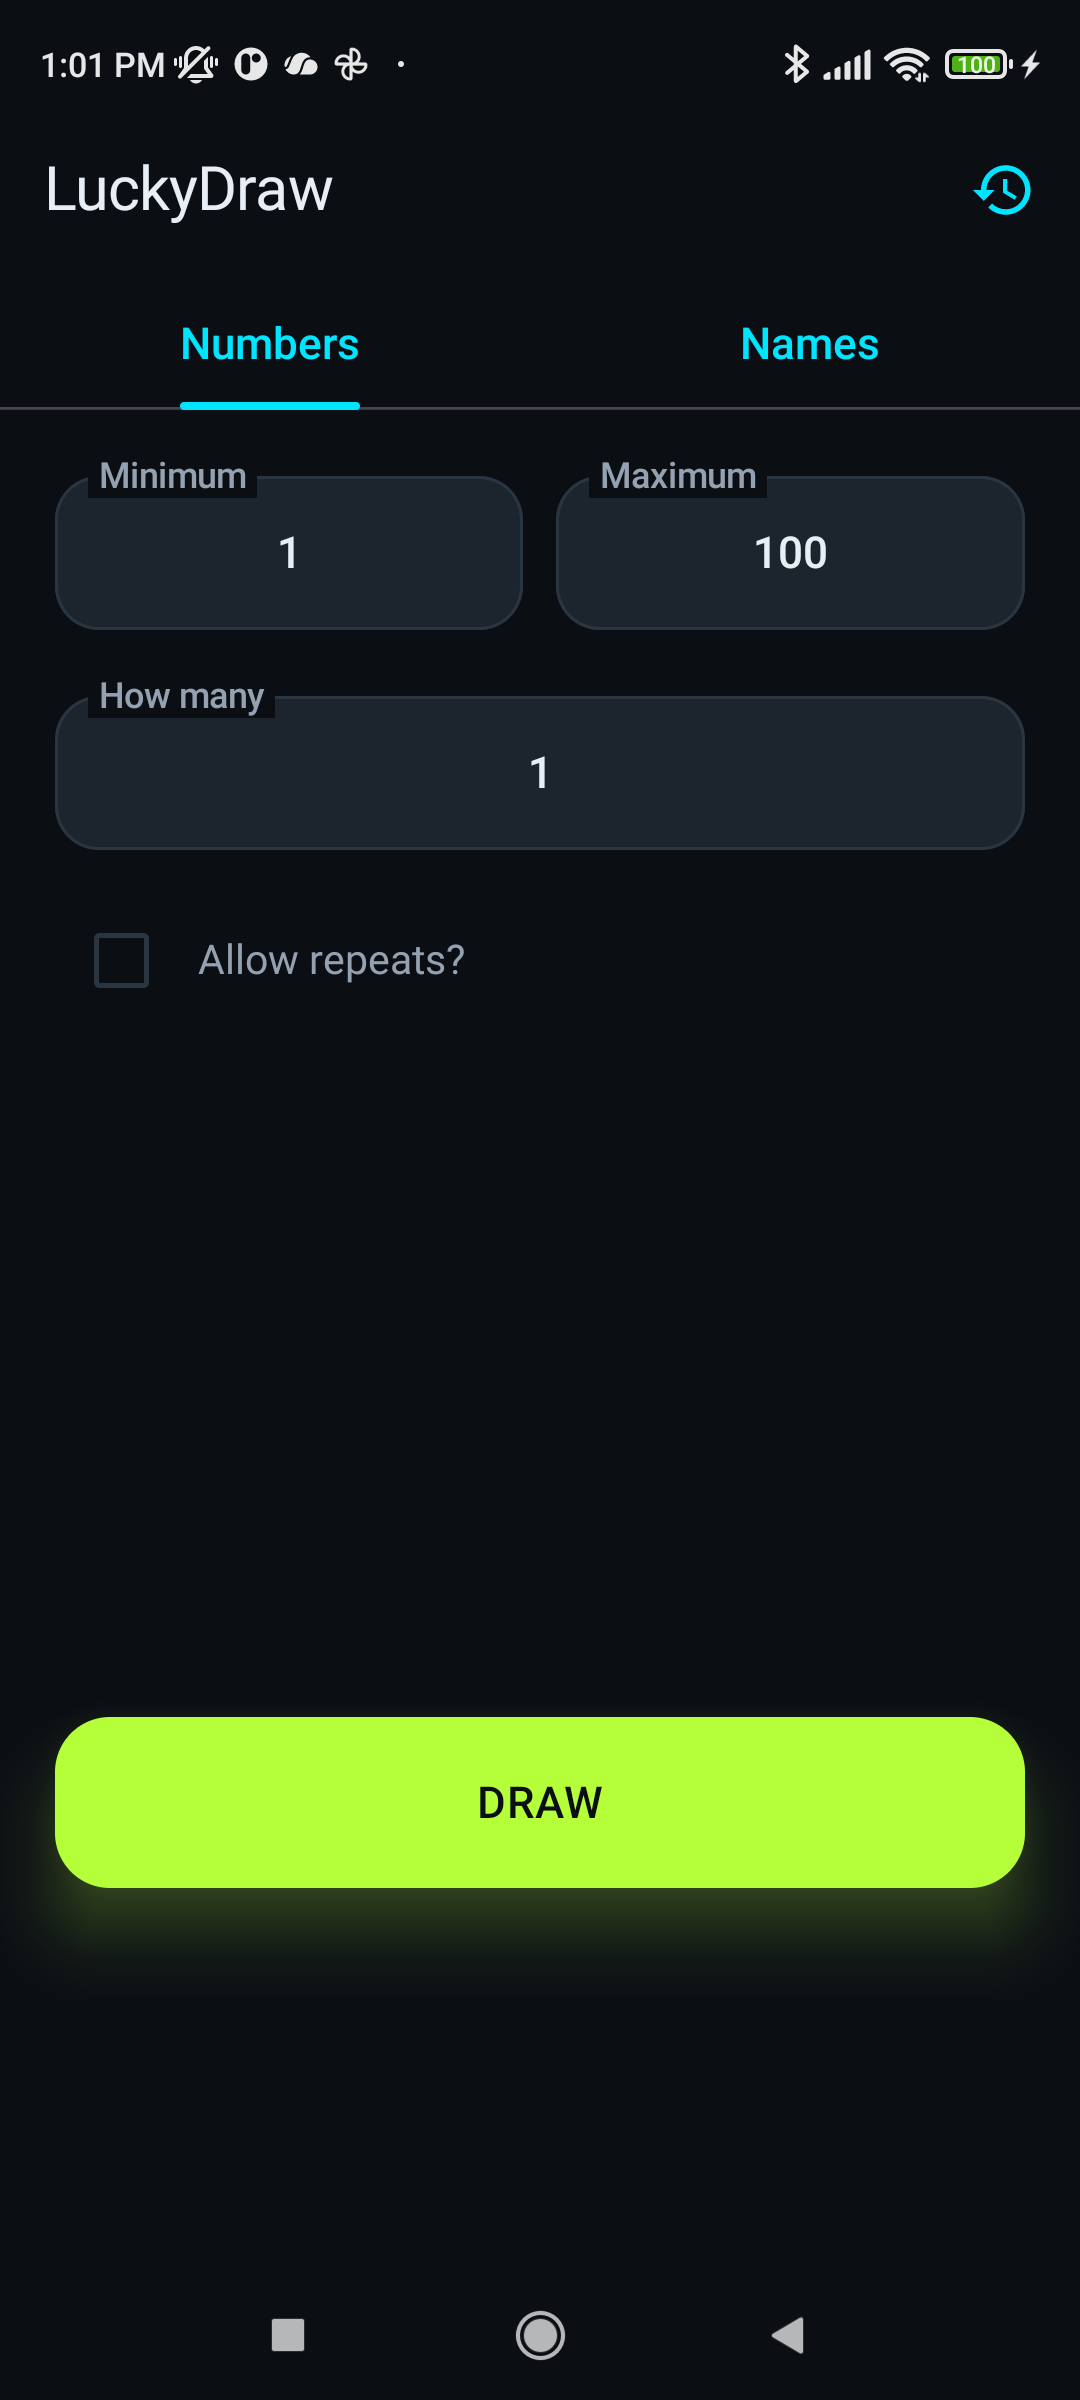 1:01 PM
100
LuckyDraw
Numbers
Names
Minimum
Maximum
1
100
How many
1
Allow repeats?
DRAW